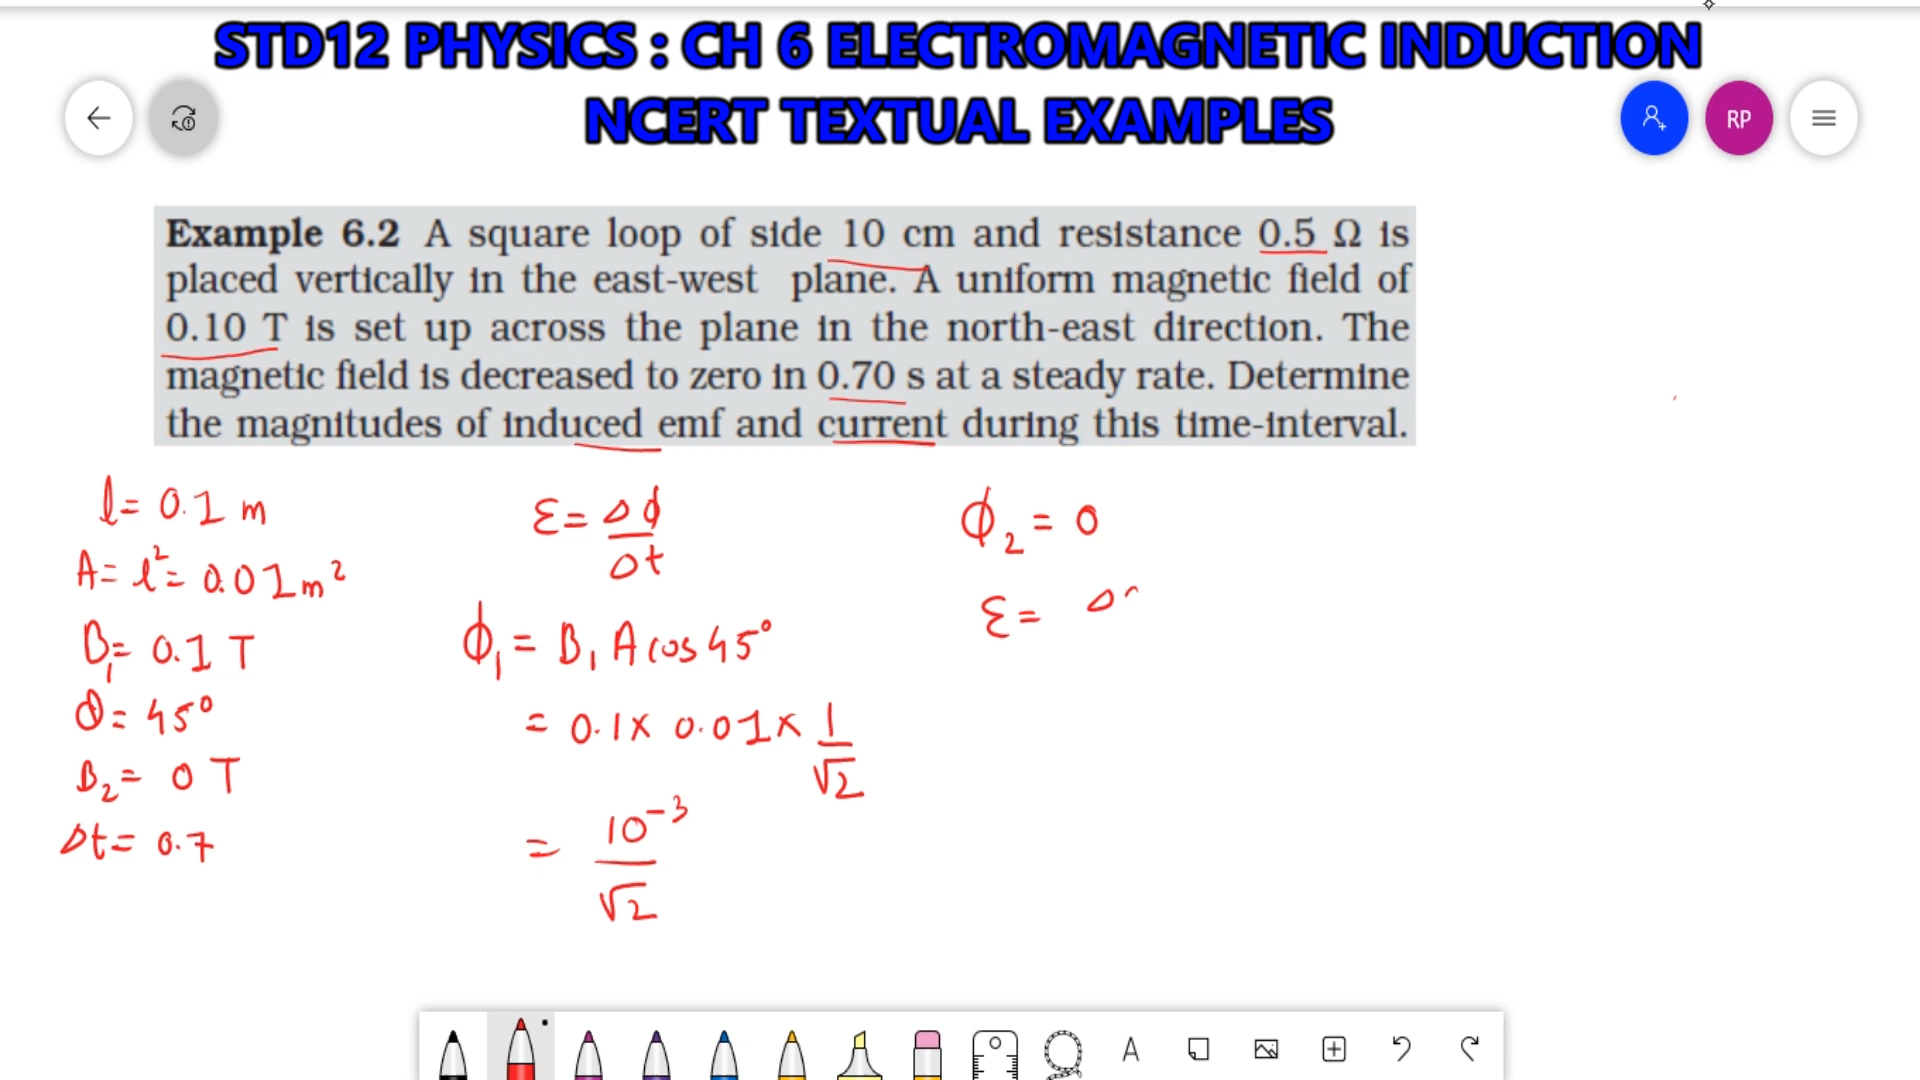 STD12 PHYSICS : CH 6 ELECTROMAGNETIC INDUCTION
NCERT TEXTUAL EXAMPLES
RP
Example 6.2 A square loop of side 10 cm and resistance 0.5 Ω is
placed vertically in the east-west plane. A uniform magnetic field of
0.10 T is set up across the plane in the north-east direction. The
magnetic field is decreased to zero in 0.70 s at a steady rate. Determine
the magnitudes of induced emf and current during this time-interval.
l = 0.1 m
A = l² = 0.01 m²
B₁ = 0.1 T
θ = 45°
B₂ = 0 T
Δt = 0.7
ε = Δϕ/Δt
ϕ₁ = B₁ A cos 45°
= 0.1 × 0.01 × 1/√2
= 10⁻³/√2
ϕ₂ = 0
ε = Δ
A